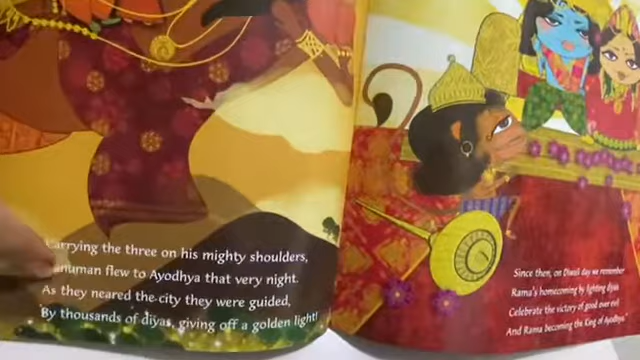 Carrying the three on his mighty shoulders,
Hanuman flew to Ayodhya that very night.
As they neared the city they were guided,
By thousands of diyas, giving off a golden light!
Since then, on Diwali day we remember
Rama's homecoming by lighting diyas
Celebrate the victory of good over evil
And Rama becoming the King of Ayodhya."